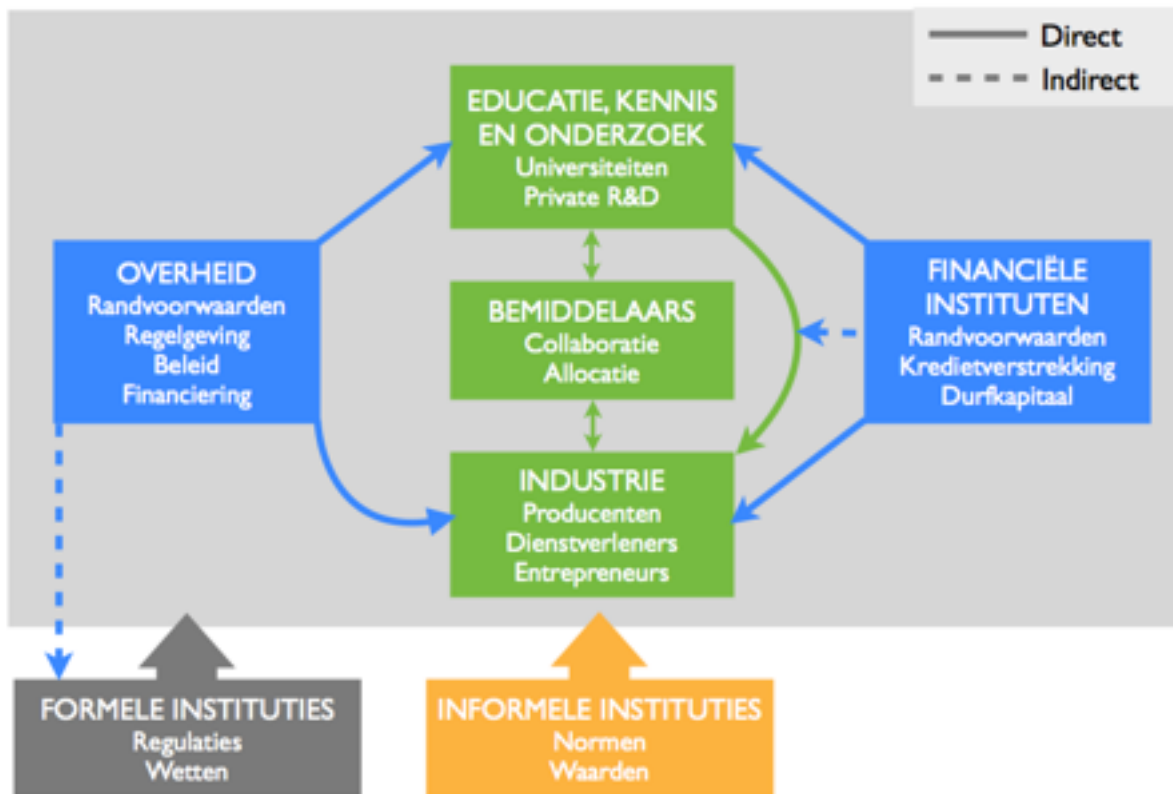 Direct
Indirect
EDUCATIE, KENNIS
EN ONDERZOEK
Universiteiten
Private R&D
OVERHEID
Randvoorwaarden
Regelgeving
Beleid
Financiering
BEMIDDELAARS
Collaboratie
Allocatie
FINANCIËLE
INSTITUTEN
Randvoorwaarden
Kredietverstrekking
Durfkapitaal
INDUSTRIE
Producenten
Dienstverleners
Entrepreneurs
FORMELE INSTITUTIES
Regulaties
Wetten
INFORMELE INSTITUTIES
Normen
Waarden